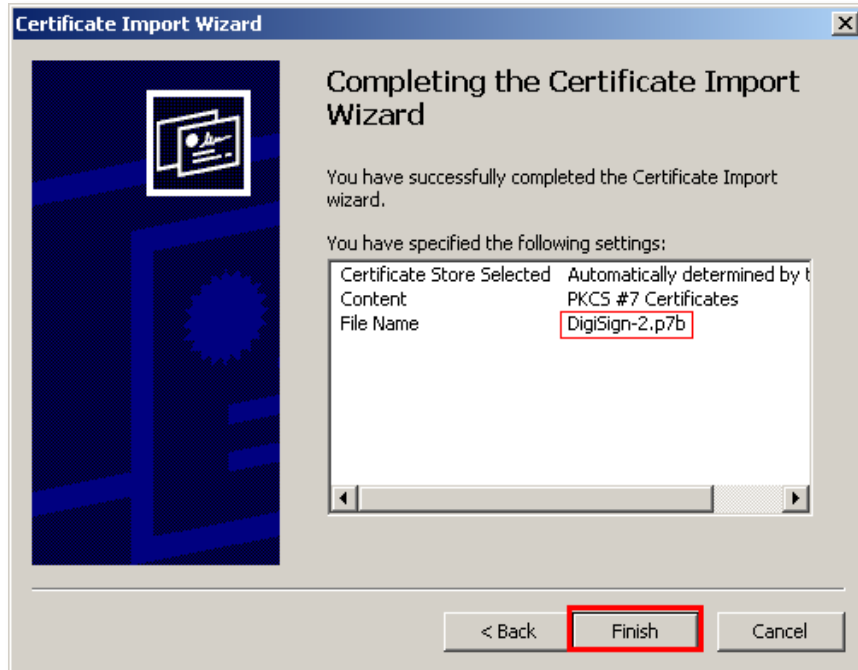 Certificate Import Wizard
Completing the Certificate Import
Wizard
You have successfully completed the Certificate Import
wizard.
You have specified the following settings:
Certificate Store Selected Automatically determined by t
Content PKCS #7 Certificates
File Name DigiSign-2.p7b
< Back Finish Cancel